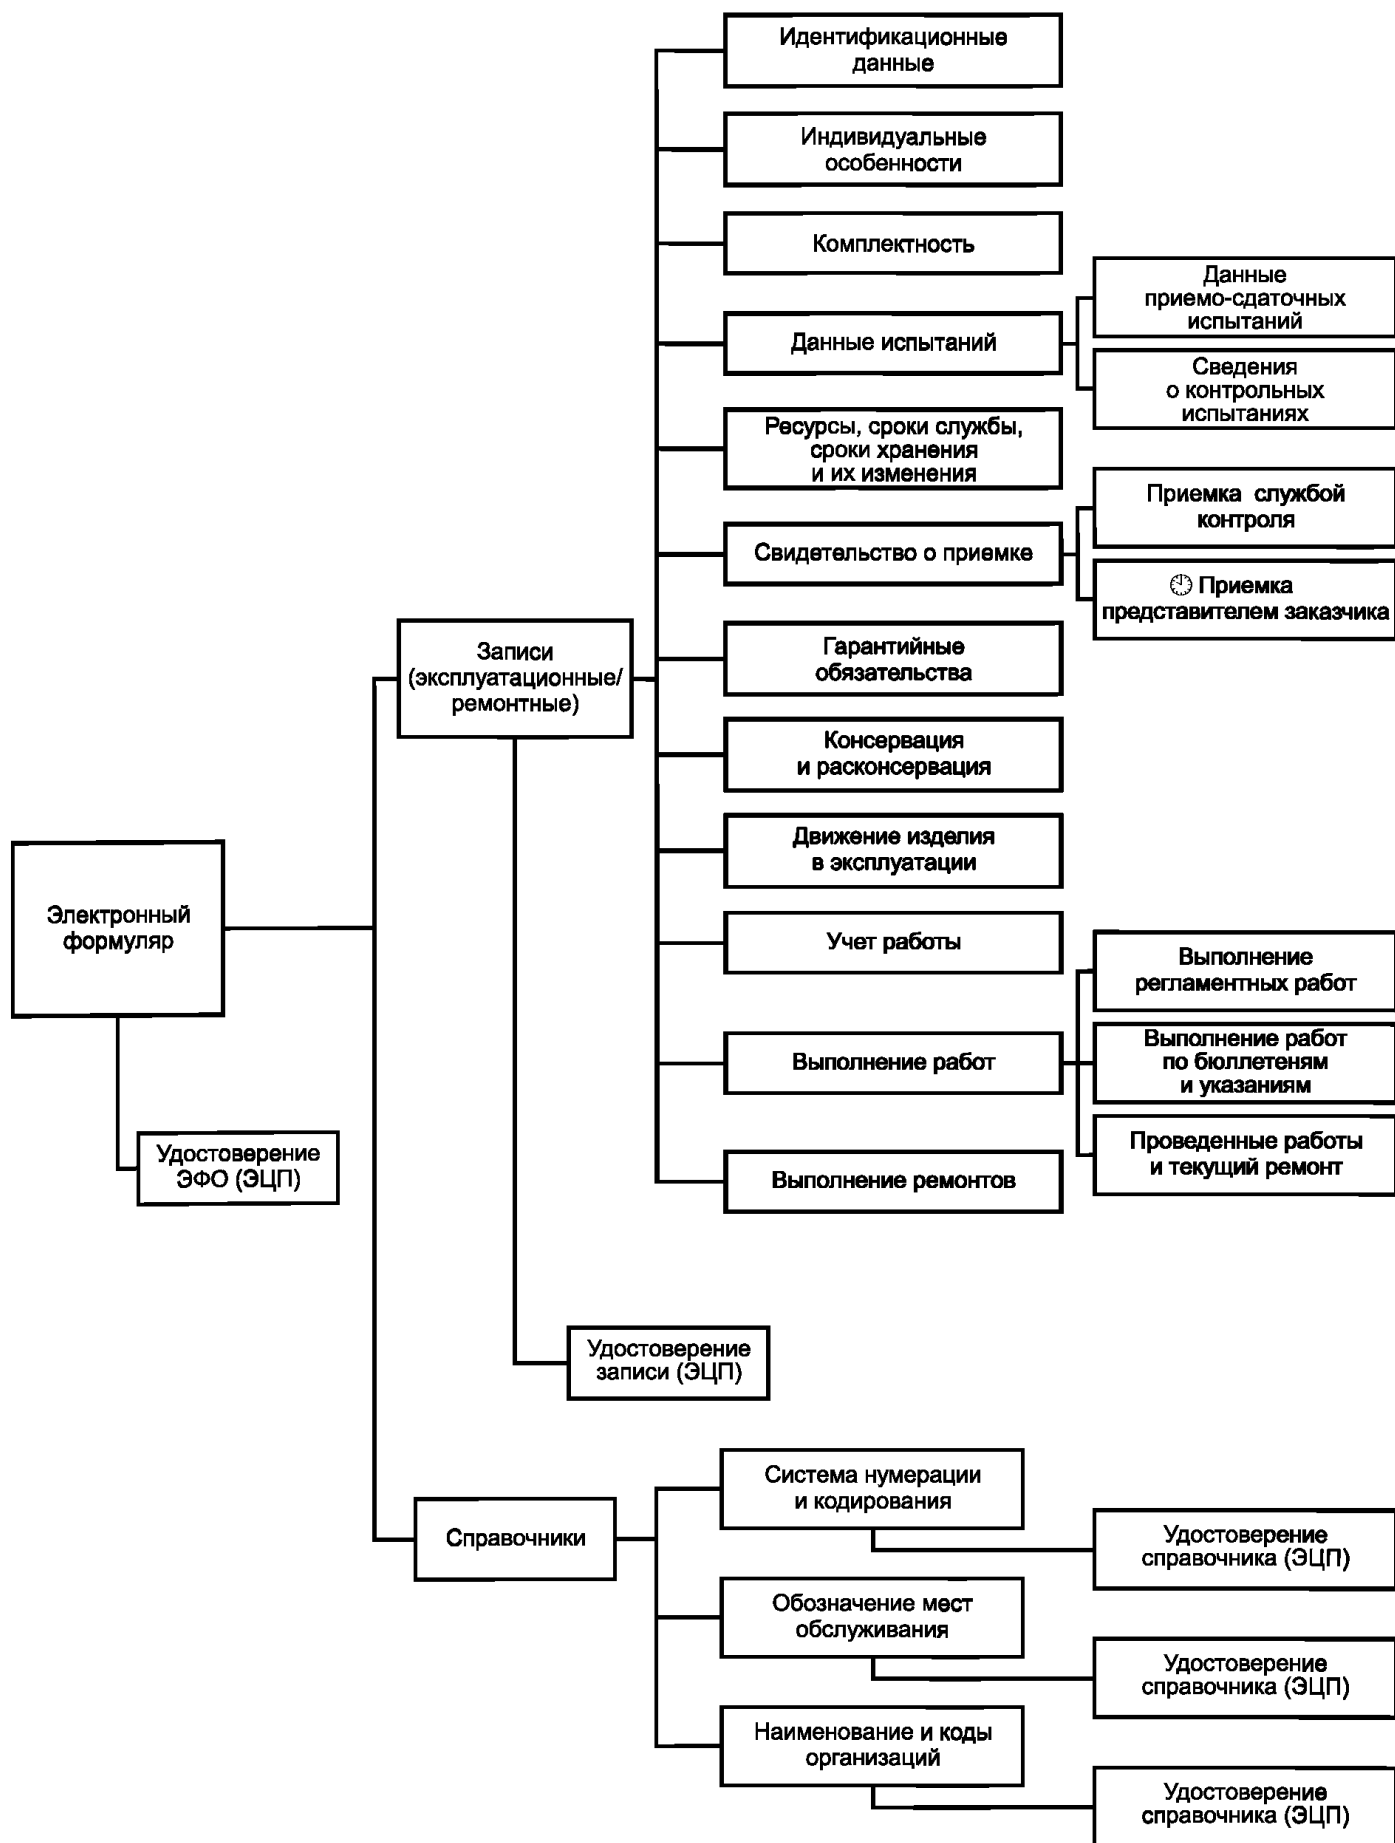 Идентификационные
данные
Индивидуальные
особенности
Комплектность
Данные
приемо-сдаточных
испытаний
Данные испытаний
Сведения
о контрольных
испытаниях
Ресурсы, сроки службы,
сроки хранения
и их изменения
Приемка службой
контроля
Свидетельство о приемке
Приемка
представителем заказчика
Записи
(эксплуатационные/
ремонтные)
Гарантийные
обязательства
Консервация
и расконсервация
Движение изделия
в эксплуатации
Электронный
формуляр
Учет работы
Выполнение
регламентных работ
Выполнение работ
Выполнение работ
по бюллетеням
и указаниям
Проведенные работы
и текущий ремонт
Удостоверение
ЭФО (ЭЦП)
Выполнение ремонтов
Удостоверение
записи (ЭЦП)
Система нумерации
и кодирования
Справочники
Удостоверение
справочника (ЭЦП)
Обозначение мест
обслуживания
Удостоверение
справочника (ЭЦП)
Наименование и коды
организаций
Удостоверение
справочника (ЭЦП)